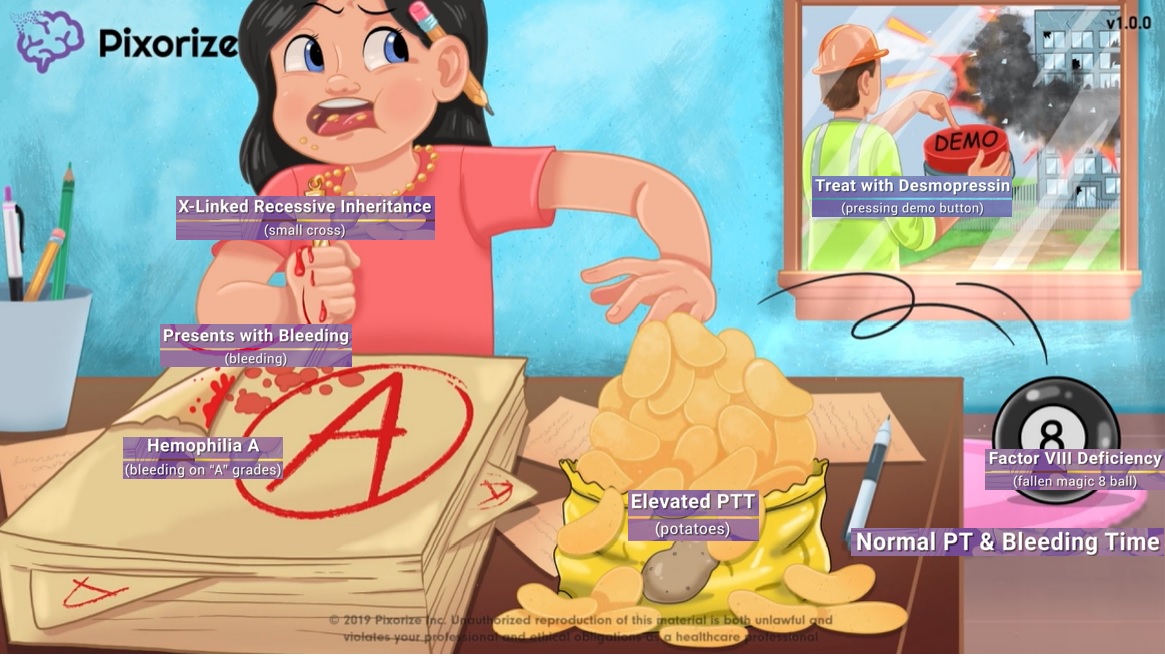 Pixorize
v1.0.0
DEMO
Treat with Desmopressin
(pressing demo button)
X-Linked Recessive Inheritance
(small cross)
Presents with Bleeding
(bleeding)
A
Hemophilia A
(bleeding on "A" grades)
A
A
8
Factor VIII Deficiency
(fallen magic 8 ball)
Elevated PTT
(potatoes)
Normal PT & Bleeding Time
© 2019 Pixorize Inc. Unauthorized reproduction of this material is both unlawful and
violates your professional and ethical obligations as a healthcare professional